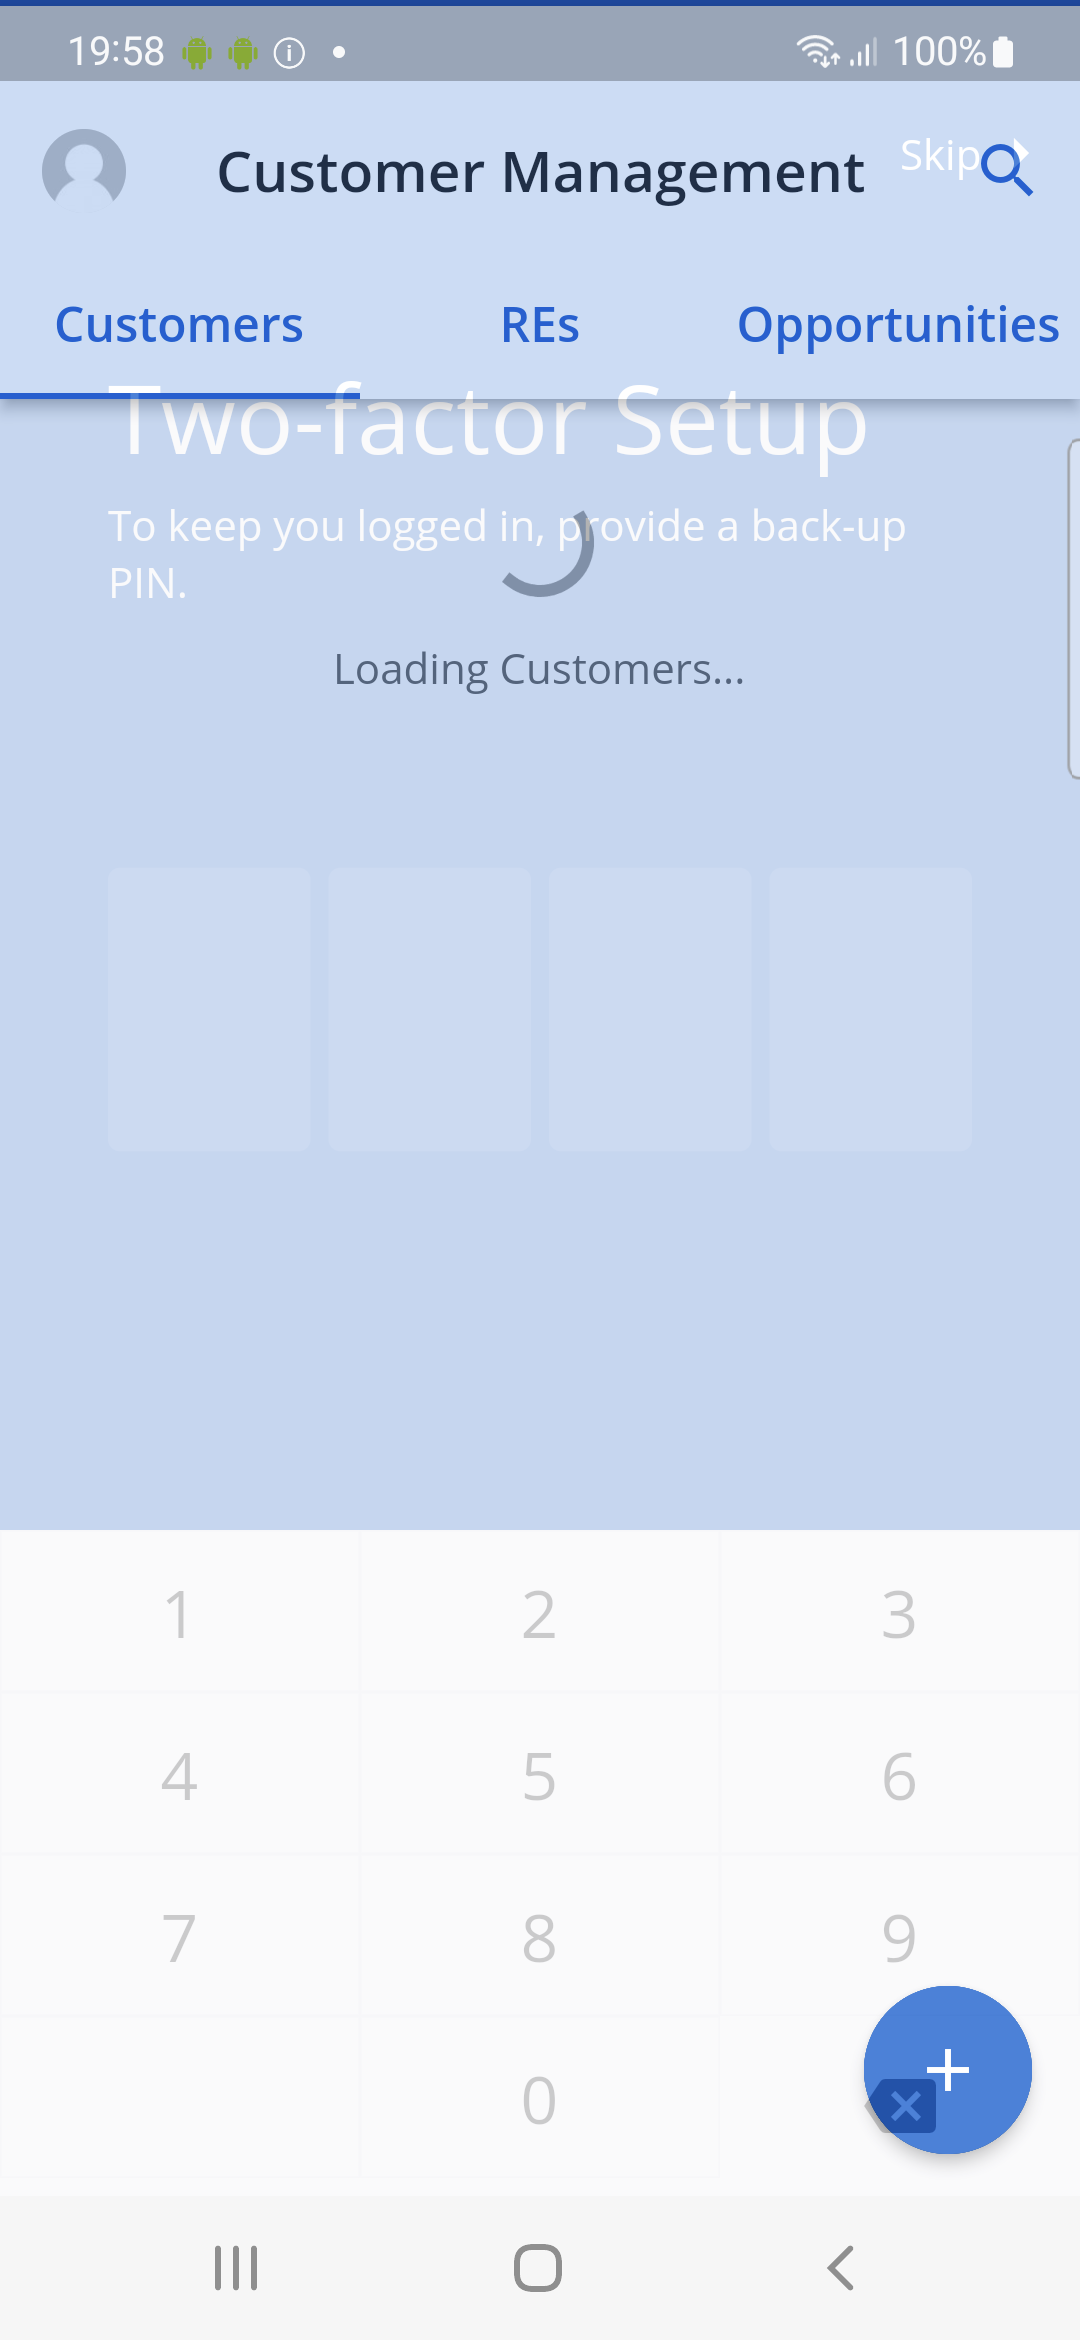 19:58 100%
Customer Management
Skip
Customers REs Opportunities
Two-factor Setup
To keep you logged in, provide a back-up
PIN.
Loading Customers...
1 2 3
4 5 6
7 8 9
0